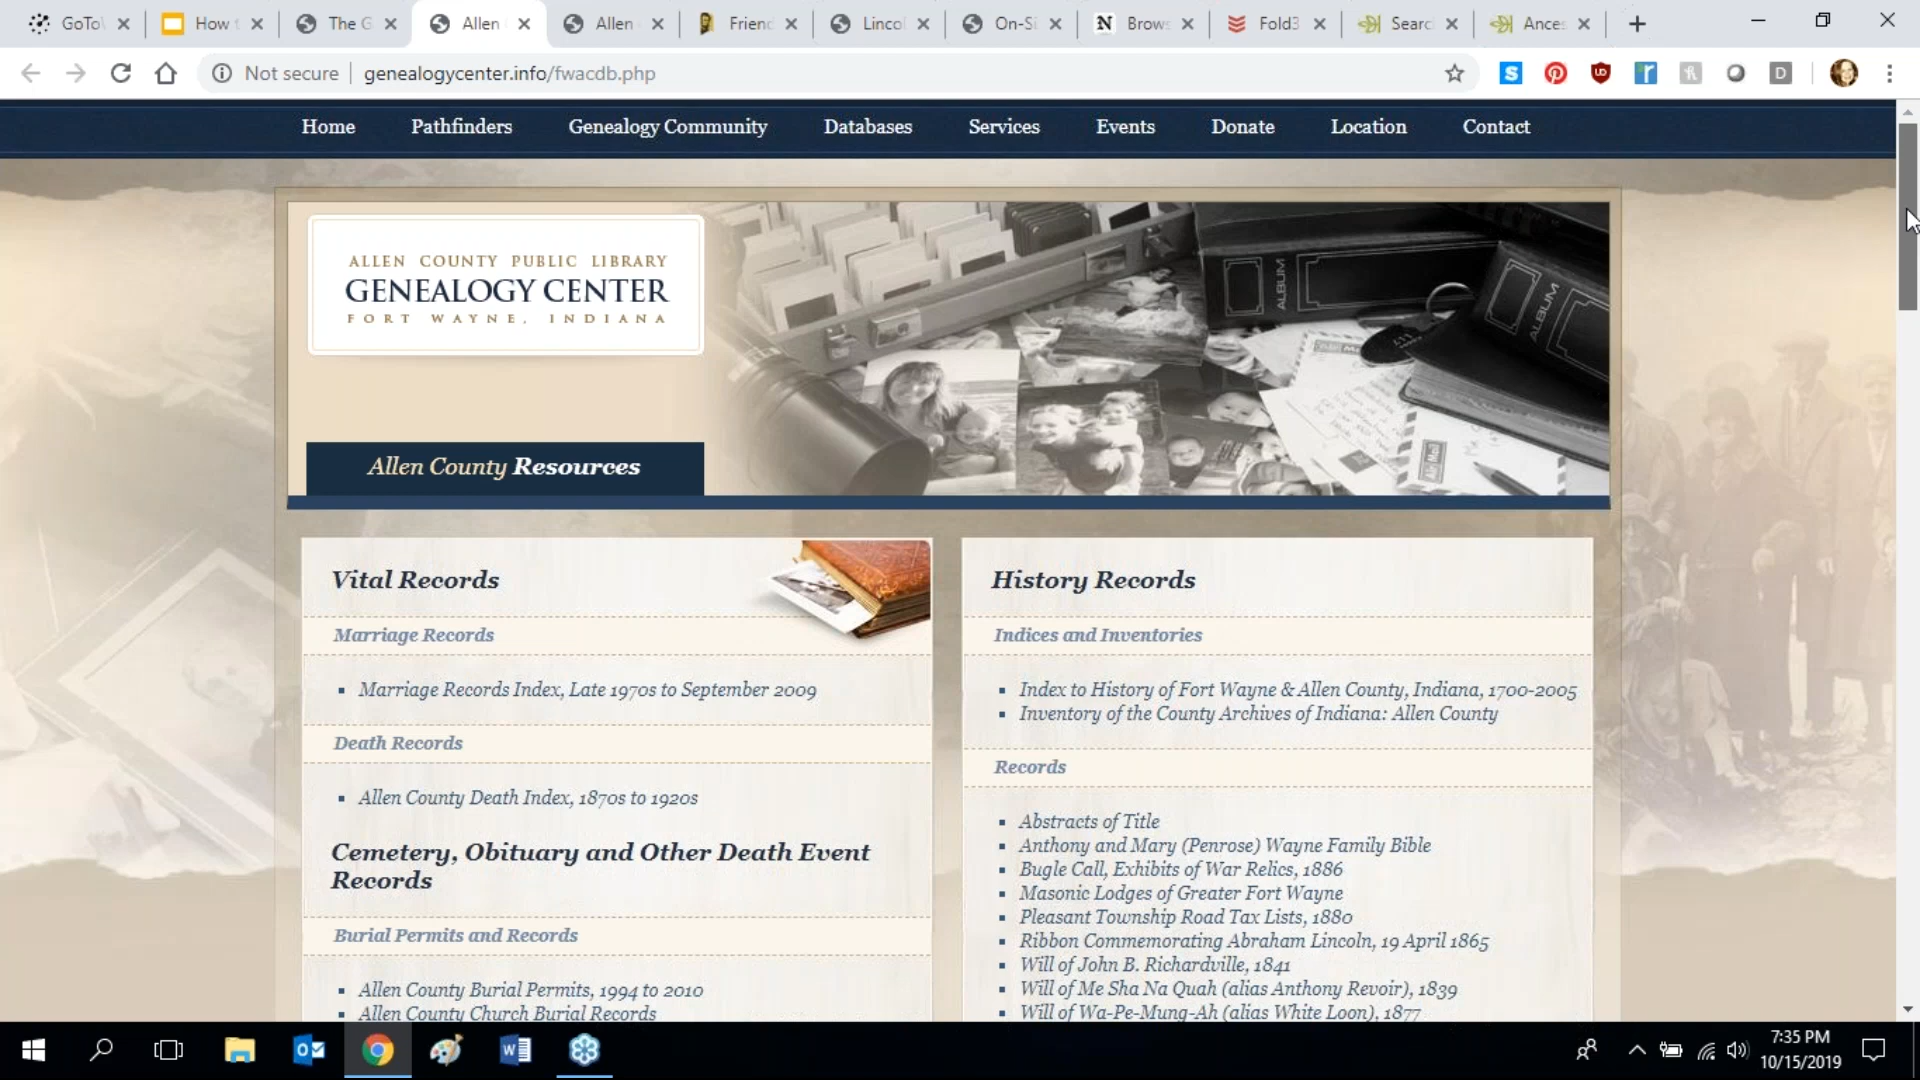 GoTo
How t
The G
Allen
Allen
Friend
Linco
On-Si
Brows
Fold3
Searc
Ances
Not secure
genealogycenter.info/fwacdb.php
Home
Pathfinders
Genealogy Community
Databases
Services
Events
Donate
Location
Contact
ALLEN COUNTY PUBLIC LIBRARY
GENEALOGY CENTER
FORT WAYNE, INDIANA
ALBUM
ALBUM
Air Mail
Allen County Resources
Vital Records
Marriage Records
Marriage Records Index, Late 1970s to September 2009
Death Records
Allen County Death Index, 1870s to 1920s
Cemetery, Obituary and Other Death Event
Records
Burial Permits and Records
Allen County Burial Permits, 1994 to 2010
Allen County Church Burial Records
History Records
Indices and Inventories
Index to History of Fort Wayne & Allen County, Indiana, 1700-2005
Inventory of the County Archives of Indiana: Allen County
Records
Abstracts of Title
Anthony and Mary (Penrose) Wayne Family Bible
Bugle Call, Exhibits of War Relics, 1886
Masonic Lodges of Greater Fort Wayne
Pleasant Township Road Tax Lists, 1880
Ribbon Commemorating Abraham Lincoln, 19 April 1865
Will of John B. Richardville, 1841
Will of Me Sha Na Quah (alias Anthony Revoir), 1839
Will of Wa-Pe-Mung-Ah (alias White Loon), 1877
7:35 PM
10/15/2019